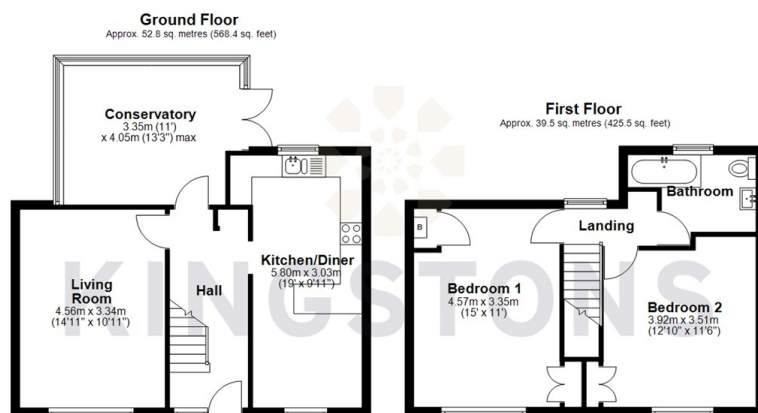 Ground Floor
Approx. 52.8 sq. metres (568.4 sq. feet)
Conservatory
3.35m (11')
x 4.05m (13'3") max
Kitchen/Diner
5.80m x 3.03m
(19' x 9'11")
Living
Room
4.56m x 3.34m
(14'11" x 10'11")
Hall
First Floor
Approx. 39.5 sq. metres (425.5 sq. feet)
Bathroom
Landing
B
Bedroom 1
4.57m x 3.35m
(15' x 11')
Bedroom 2
3.92m x 3.51m
(12'10" x 11'6")
KINGSTONS